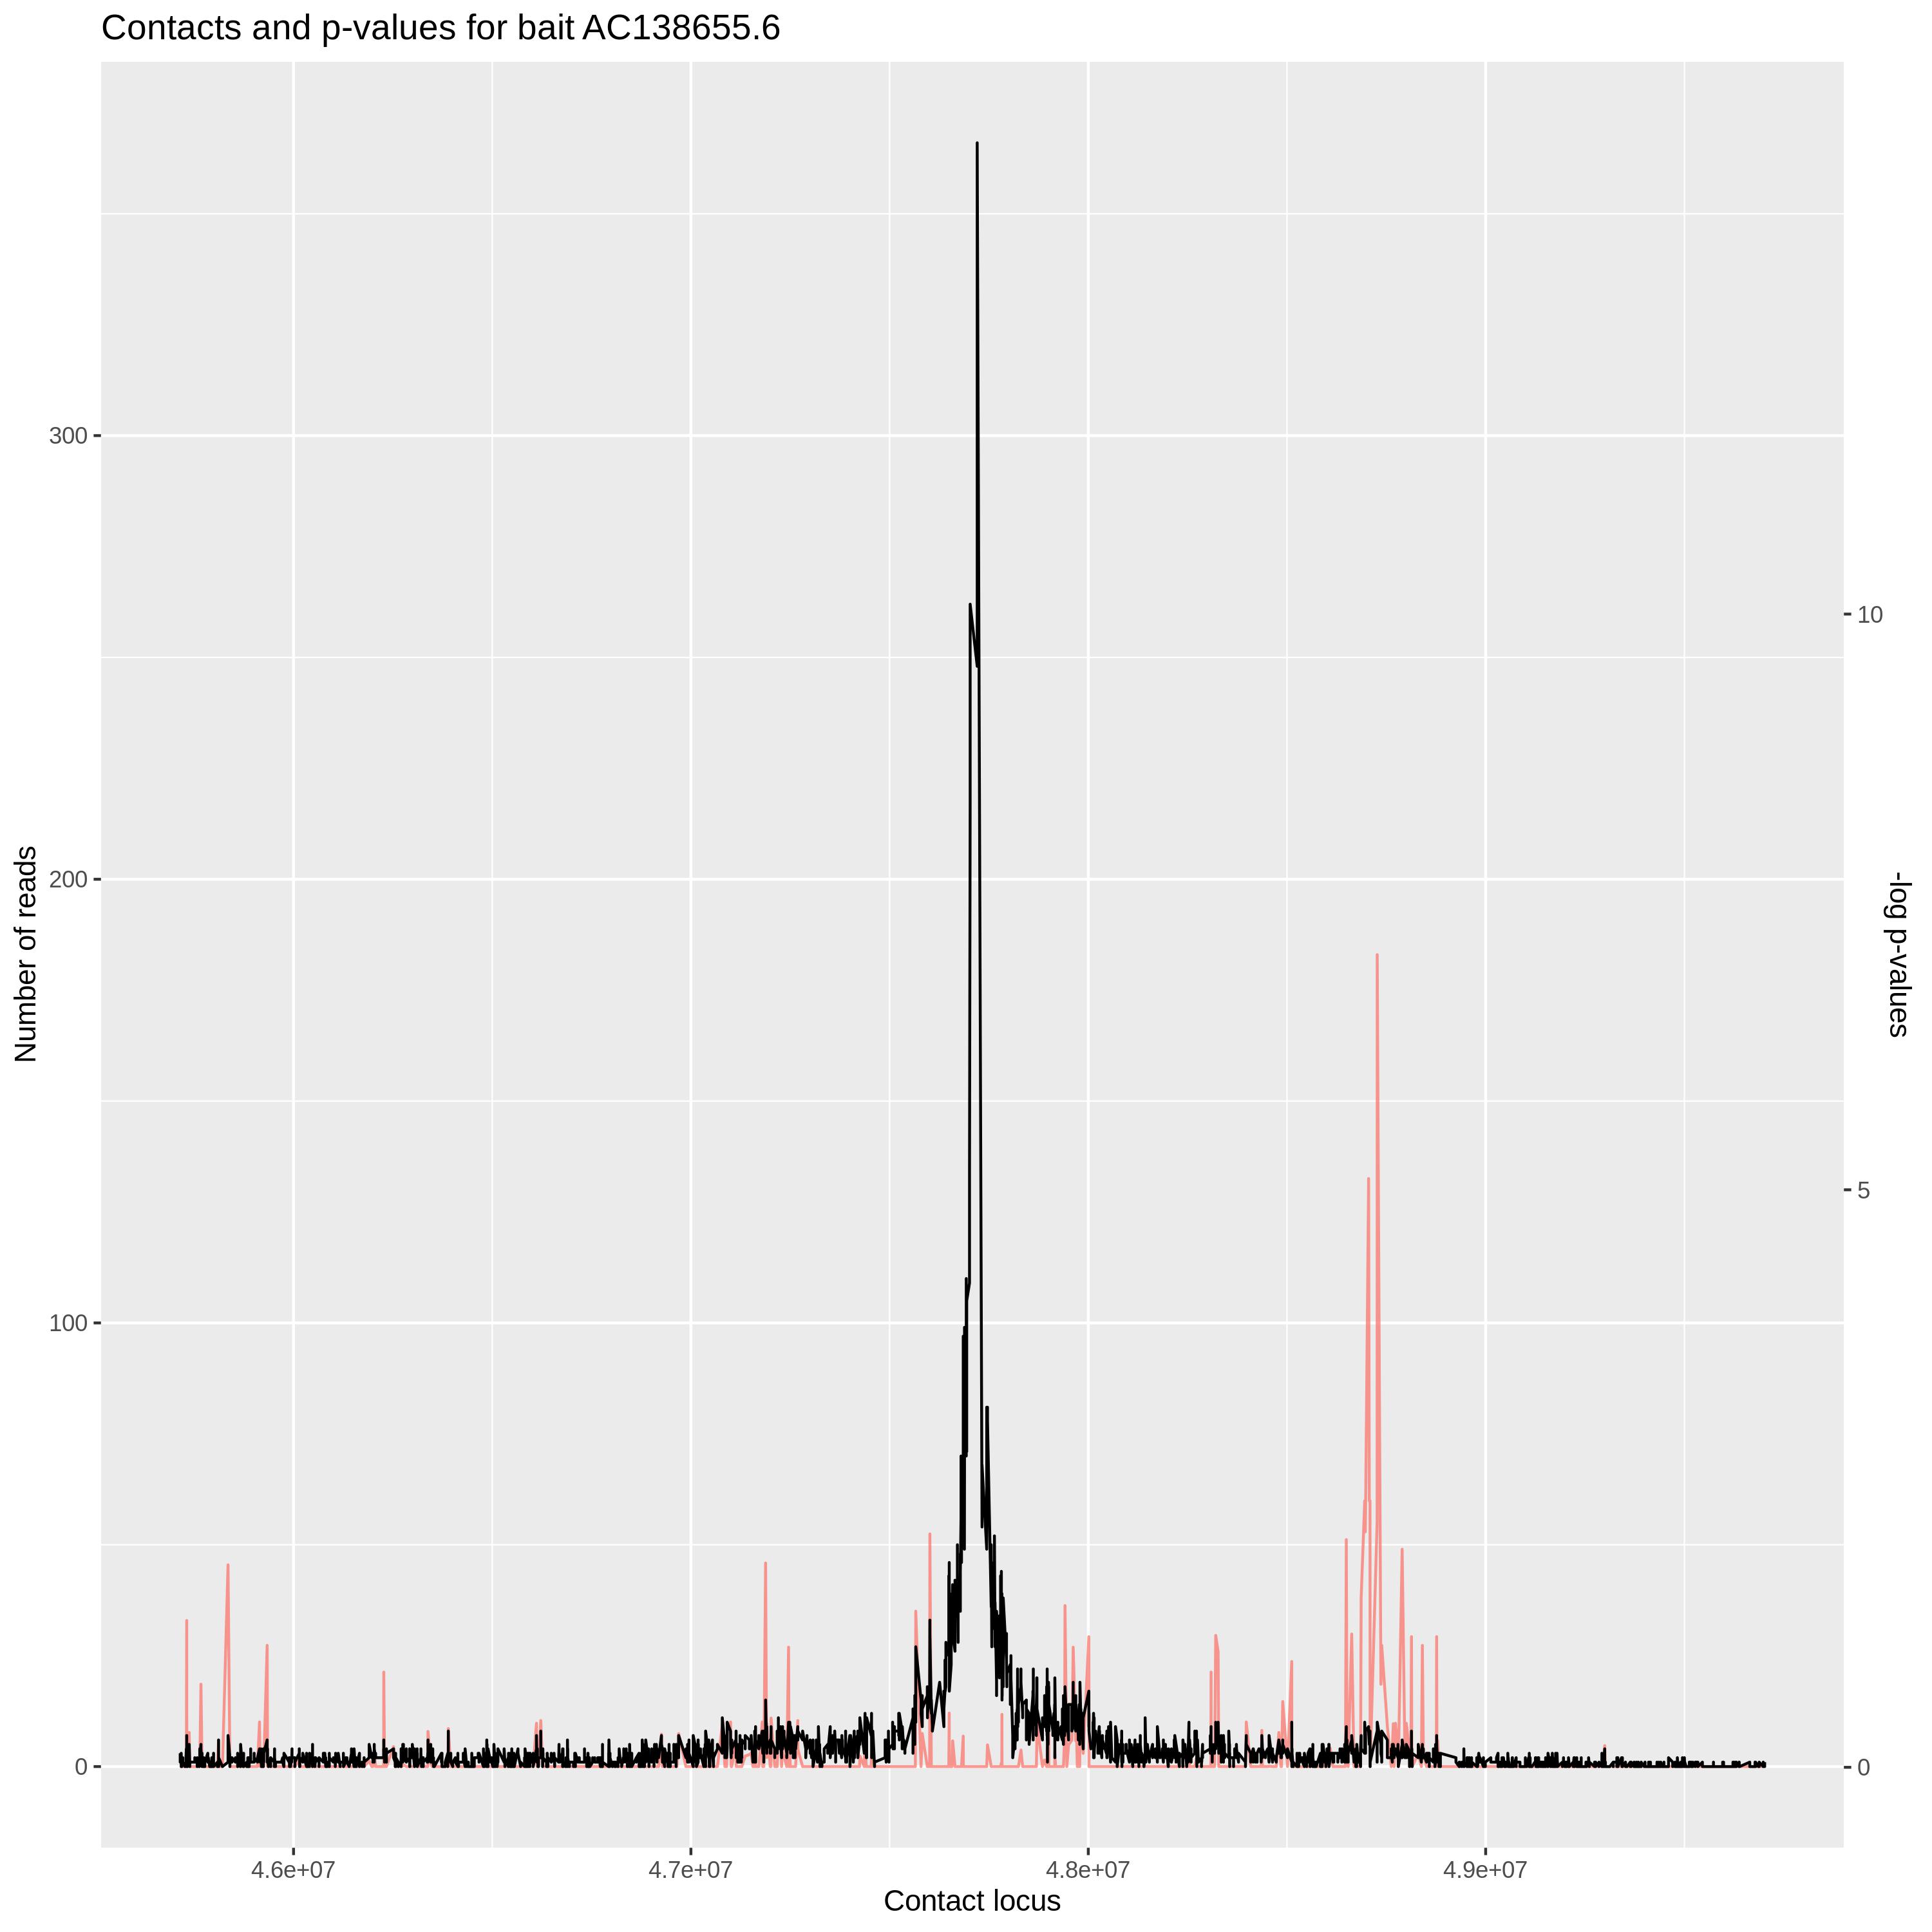 Contacts and p-values for bait AC138655.6
300
200
100
0
Number of reads
10
5
0
-log p-values
4.6e+07
4.7e+07
4.8e+07
4.9e+07
Contact locus